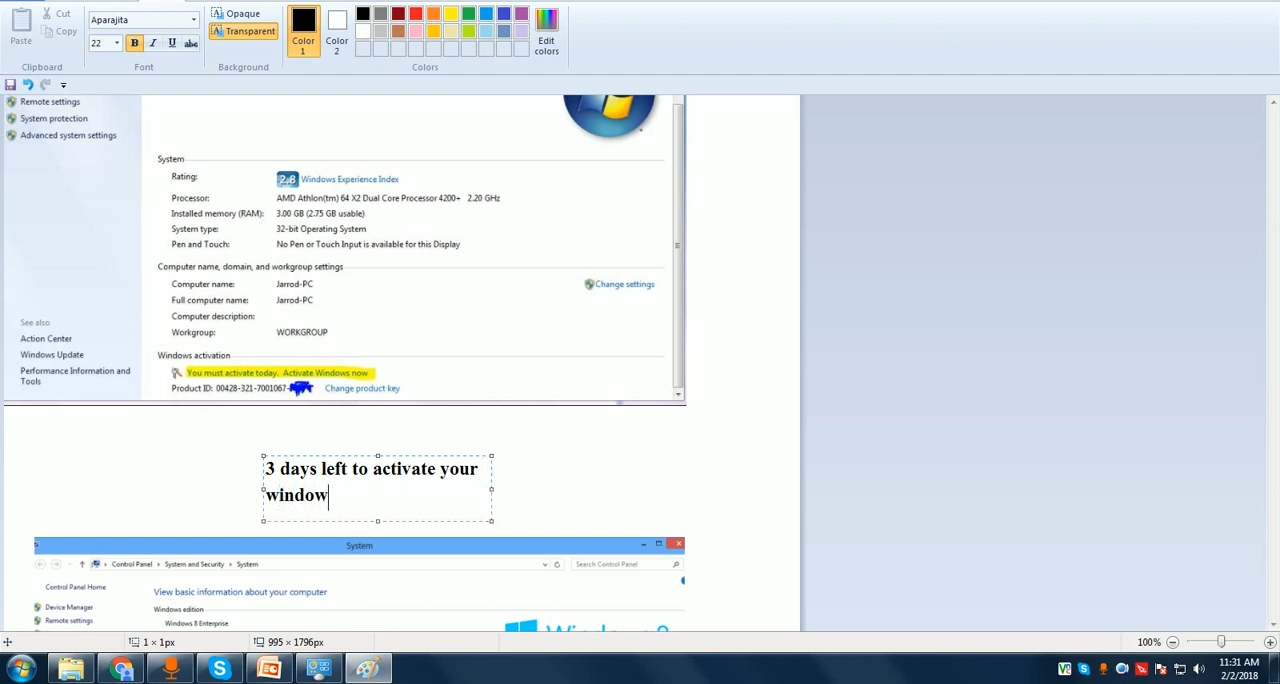 Paste
Cut
Copy
Clipboard
Aparajita
22
B I U abc
Font
Opaque
Transparent
Background
Color 1
Color 2
Edit colors
Colors
Remote settings
System protection
Advanced system settings
System
Rating: 2.8 Windows Experience Index
Processor: AMD Athlon(tm) 64 X2 Dual Core Processor 4200+ 2.20 GHz
Installed memory (RAM): 3.00 GB (2.75 GB usable)
System type: 32-bit Operating System
Pen and Touch: No Pen or Touch Input is available for this Display
Computer name, domain, and workgroup settings
Computer name: Jarrod-PC
Change settings
Full computer name: Jarrod-PC
Computer description:
Workgroup: WORKGROUP
See also
Action Center
Windows Update
Performance Information and
Tools
Windows activation
You must activate today. Activate Windows now
Product ID: 00428-321-7001067- Change product key
3 days left to activate your
window
System
Control Panel System and Security System
Search Control Panel
Control Panel Home
Device Manager
Remote settings
View basic information about your computer
Windows edition
Windows 8 Enterprise
Windows 8
1 × 1px
995 × 1796px
100%
11:31 AM
2/2/2018